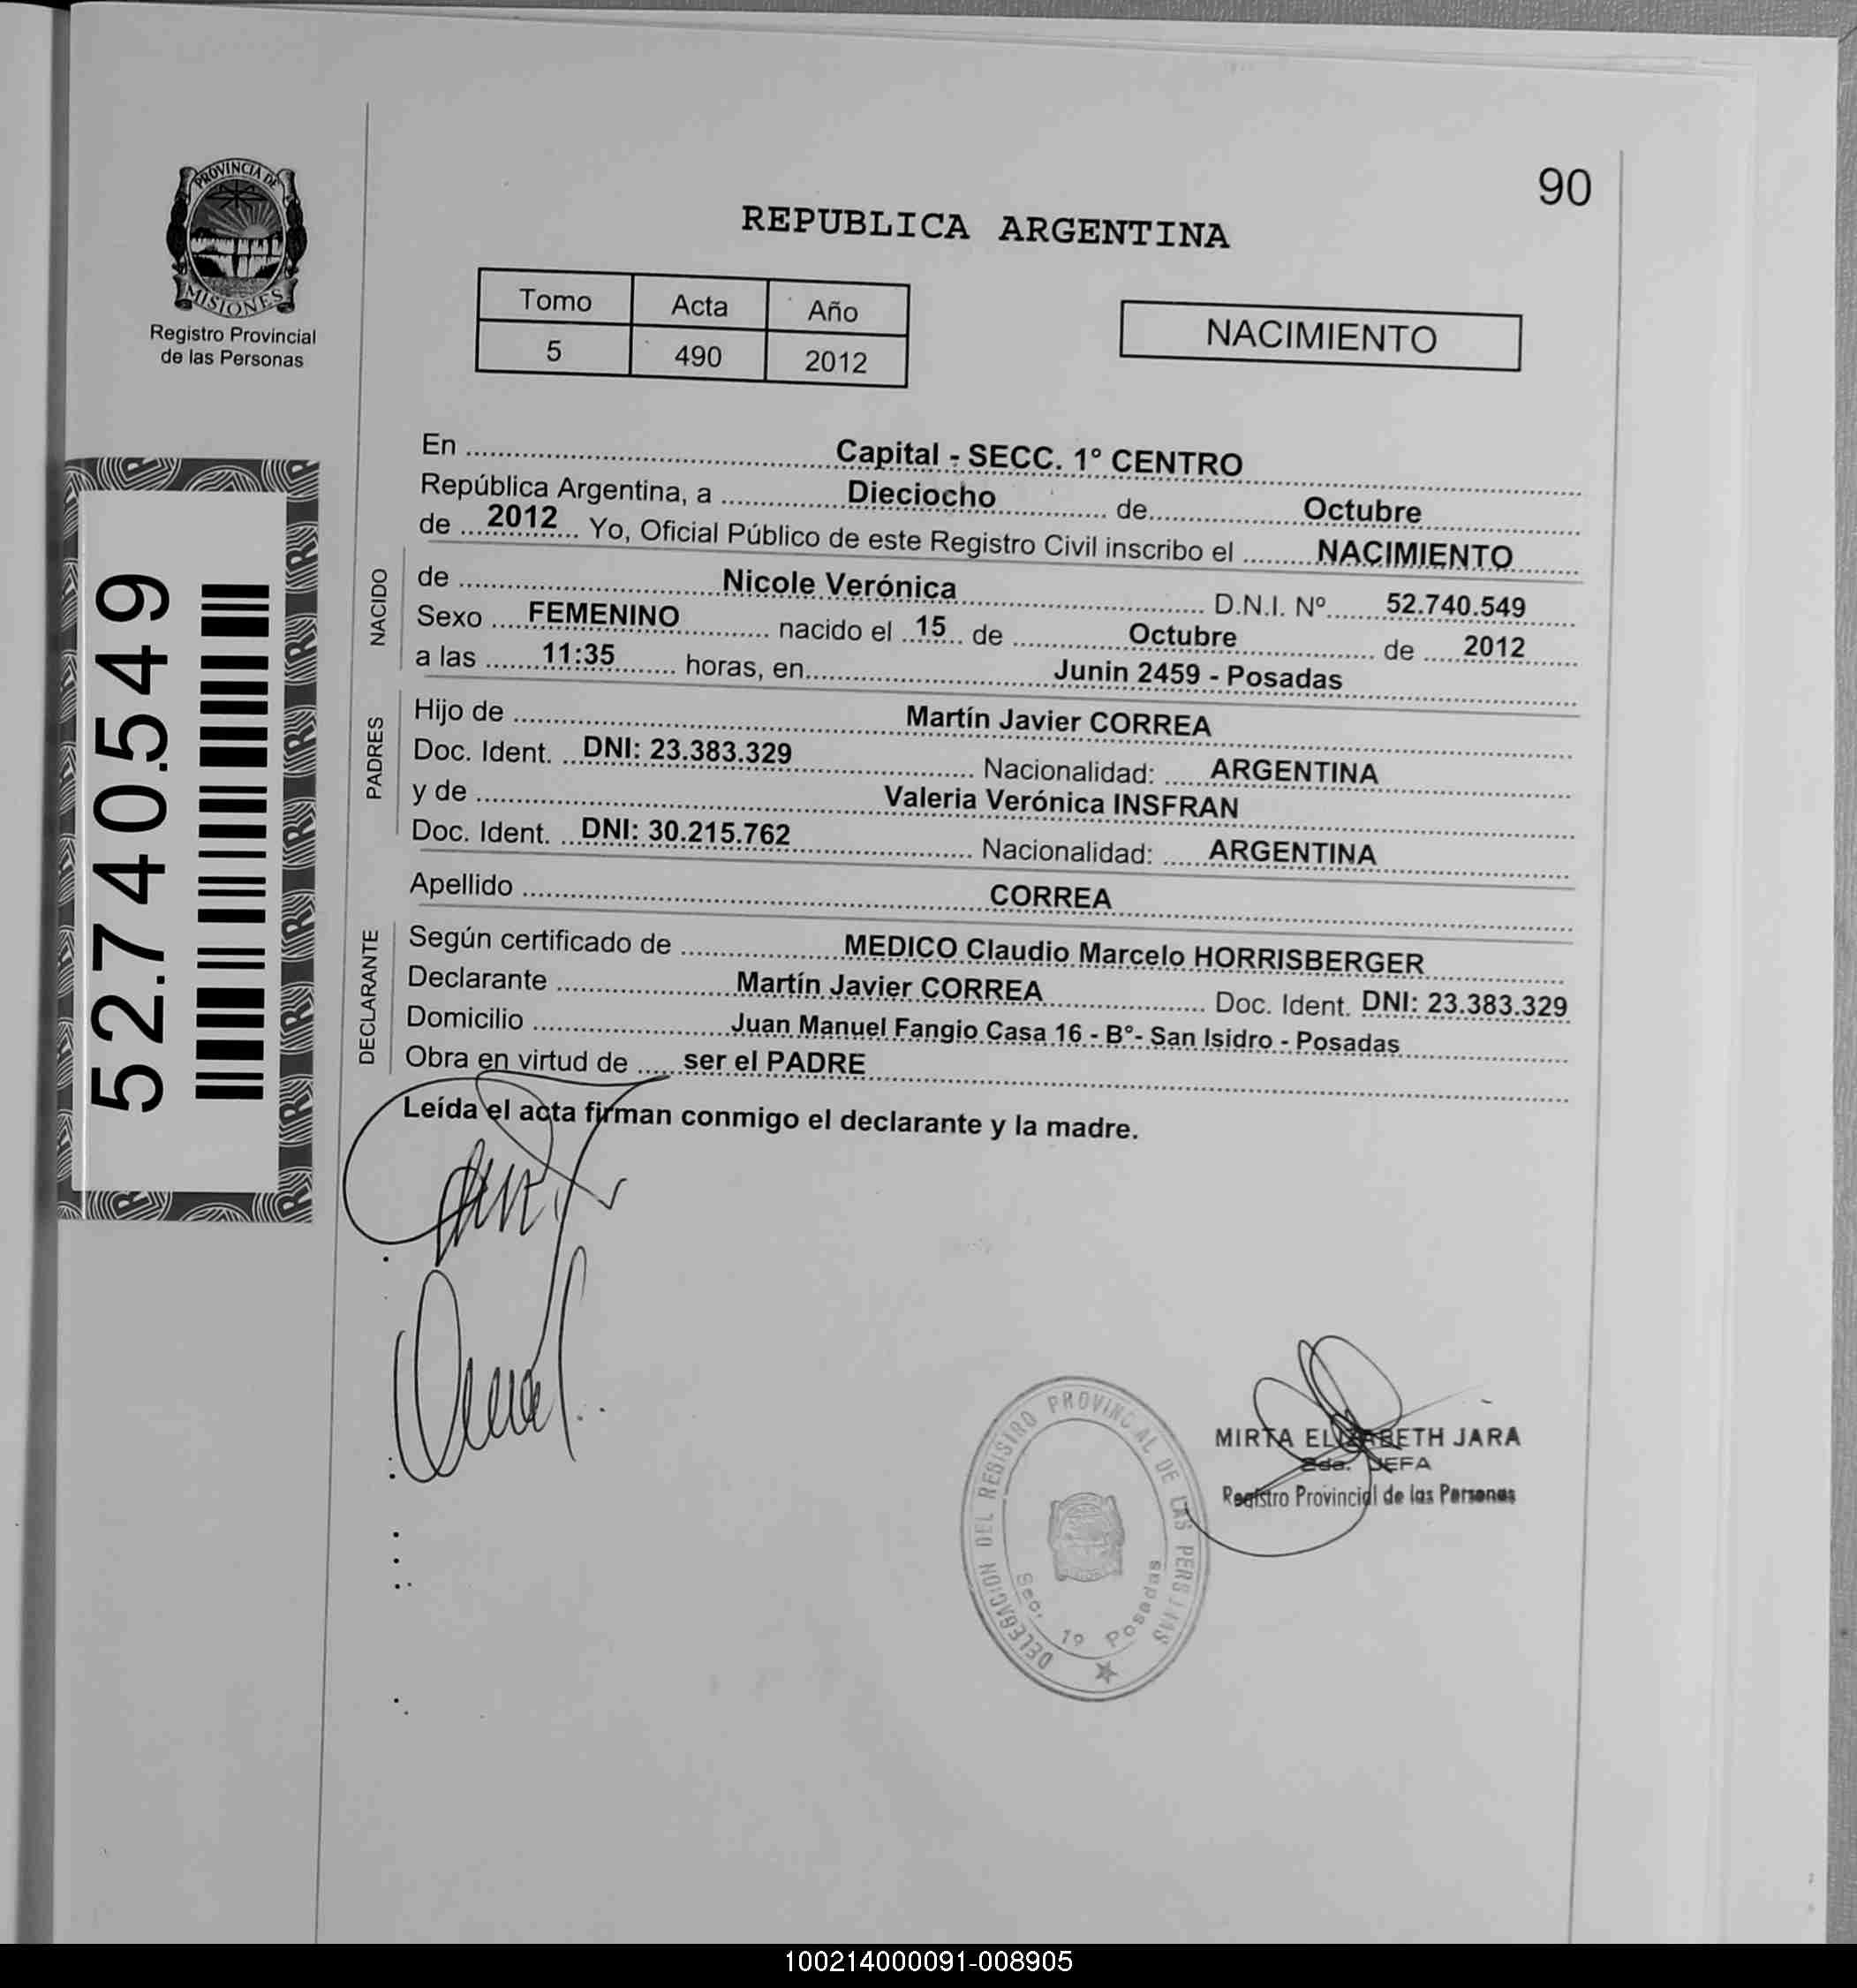 90
PROVINCIA DE
MISIONES
Registro Provincial
de las Personas
REPUBLICA ARGENTINA
Tomo Acta Año
5 490 2012
NACIMIENTO
52.740.549
En Capital - SECC. 1° CENTRO
República Argentina, a Dieciocho de Octubre
de 2012 Yo, Oficial Público de este Registro Civil inscribo el NACIMIENTO
NACIDO
de Nicole Verónica D.N.I. Nº 52.740.549
Sexo FEMENINO nacido el 15 de Octubre de 2012
a las 11:35 horas, en Junin 2459 - Posadas
PADRES
Hijo de Martín Javier CORREA
Doc. Ident. DNI: 23.383.329 Nacionalidad: ARGENTINA
y de Valeria Verónica INSFRAN
Doc. Ident. DNI: 30.215.762 Nacionalidad: ARGENTINA
Apellido CORREA
DECLARANTE
Según certificado de MEDICO Claudio Marcelo HORRISBERGER
Declarante Martín Javier CORREA Doc. Ident. DNI: 23.383.329
Domicilio Juan Manuel Fangio Casa 16 - B°- San Isidro - Posadas
Obra en virtud de ser el PADRE
Leída el acta firman conmigo el declarante y la madre.
DELEGACION DEL REGISTRO PROVINCIAL DE LAS PERSONAS
Sec. 1º Posadas
MIRTA ELIZABETH JARA
2da. JEFA
Registro Provincial de las Personas
100214000091-008905